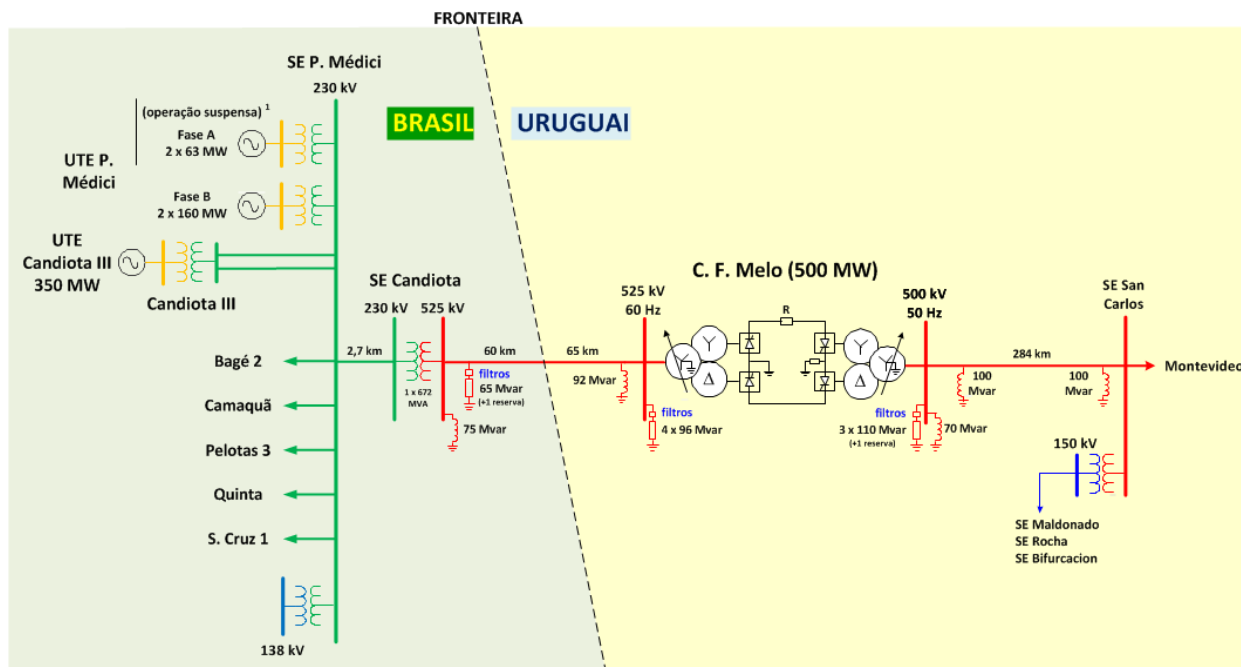 FRONTEIRA
SE P. Médici
230 kV
BRASIL
URUGUAI
(operação suspensa) 1
Fase A
2 x 63 MW
UTE P.
Médici
Fase B
2 x 160 MW
UTE
Candiota III
350 MW
Candiota III
SE Candiota
230 kV
525 kV
2,7 km
1 x 672
MVA
60 km
filtros
65 Mvar
(+1 reserva)
75 Mvar
Bagé 2
Camaquã
Pelotas 3
Quinta
S. Cruz 1
138 kV
C. F. Melo (500 MW)
65 km
92 Mvar
525 kV
60 Hz
filtros
4 x 96 Mvar
R
Y
Δ
Y
Y
Δ
Y
500 kV
50 Hz
filtros
3 x 110 Mvar
(+1 reserva)
70 Mvar
284 km
100
Mvar
100
Mvar
SE San
Carlos
Montevideo
150 kV
SE Maldonado
SE Rocha
SE Bifurcacion